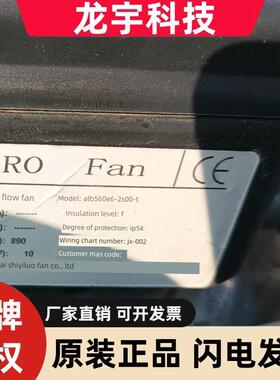 龙宇科技
RO Fan
CE
flow fan
Model: alb560e6-2s00-t
): -------
Insulation level: f
): -------
Degree of protection: ip54
): 890
Wiring chart number: jx-002
F): 10
Customer mas code:
ai shiyiluo fan co., ltd
牌
权
厂家直销 可开发票
原装正品 闪电发